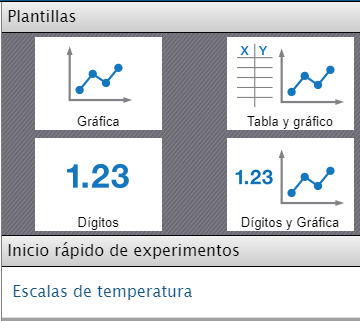 Plantillas
Gráfica
X Y
Tabla y gráfico
1.23
Dígitos
1.23
Dígitos y Gráfica
Inicio rápido de experimentos
Escalas de temperatura